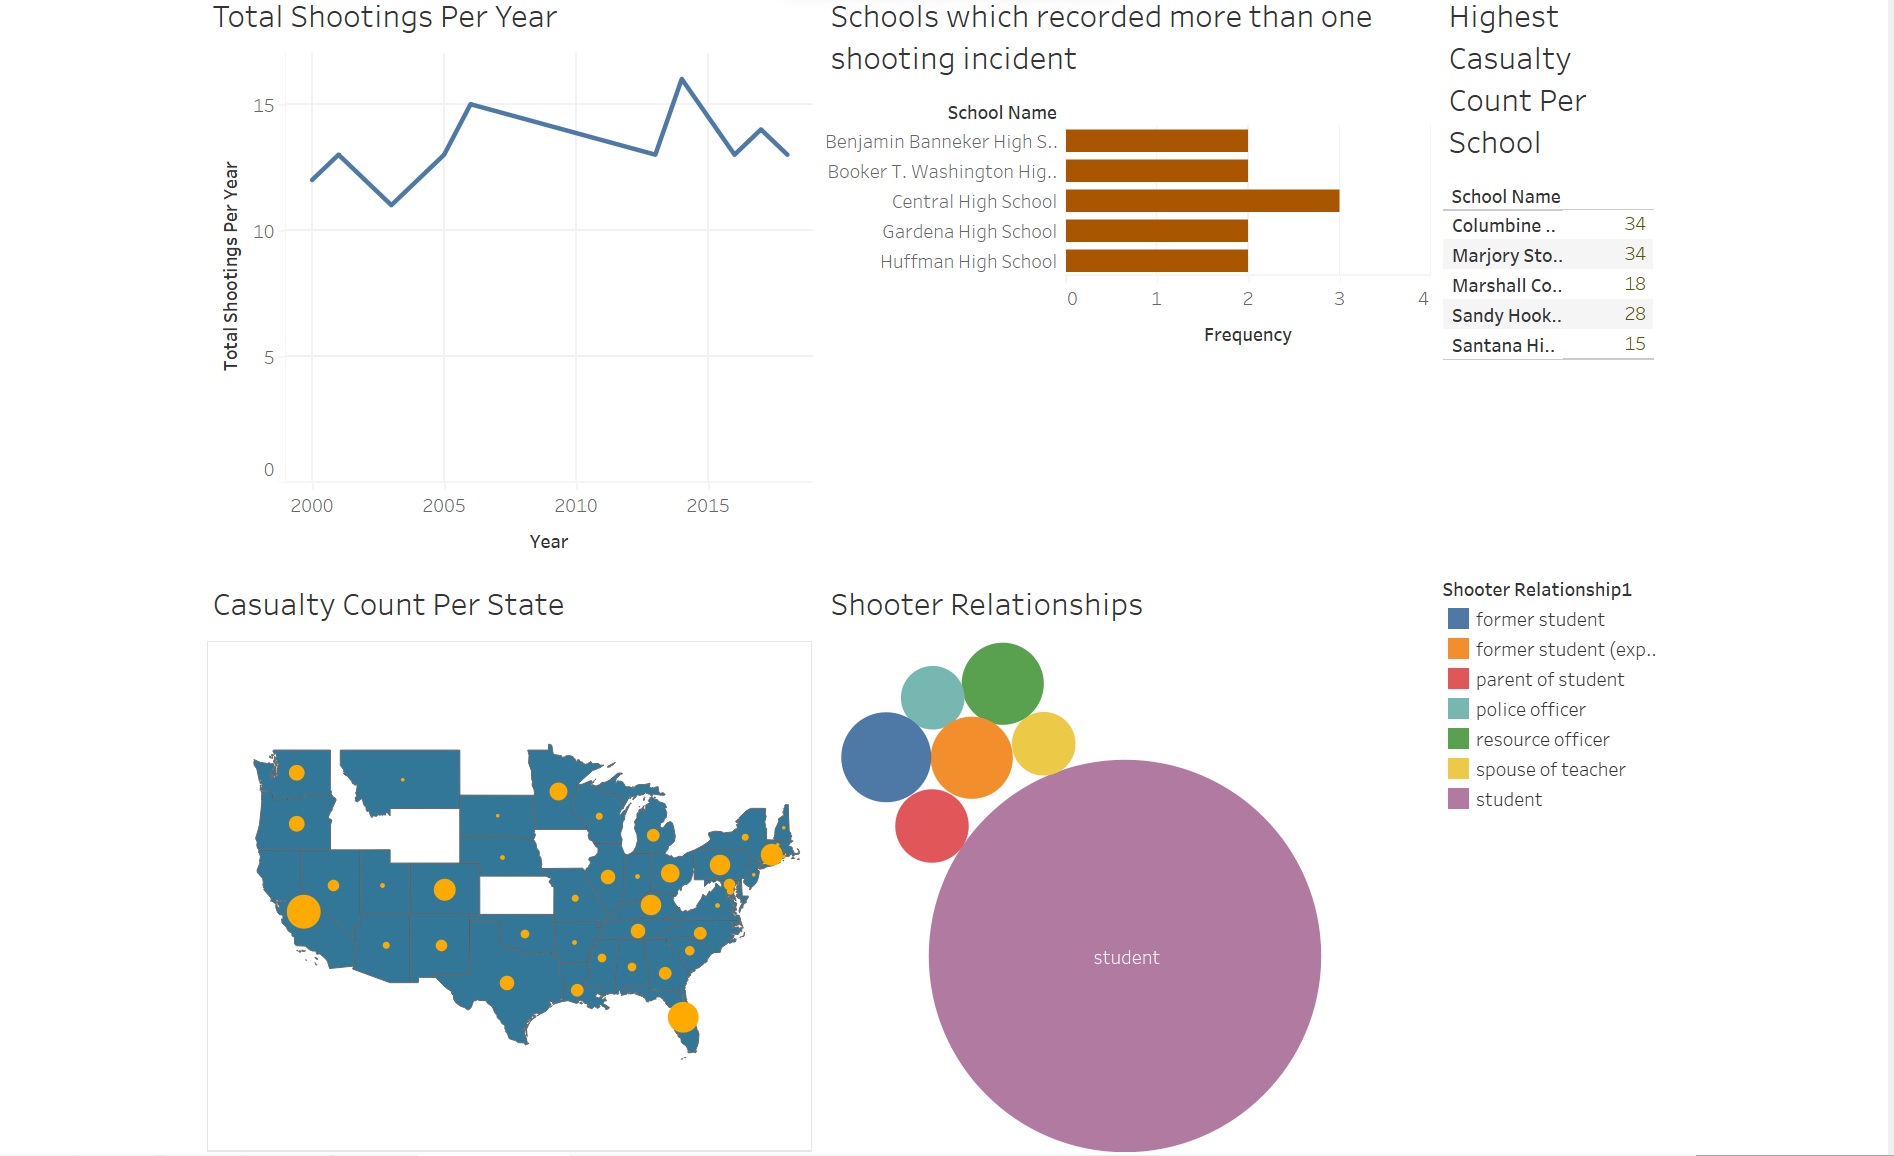 Total Shootings Per Year
Total Shootings Per Year
15
10
5
0
2000 2005 2010 2015
Year
Schools which recorded more than one
shooting incident
School Name
Benjamin Banneker High S..
Booker T. Washington Hig..
Central High School
Gardena High School
Huffman High School
0 1 2 3 4
Frequency
Highest
Casualty
Count Per
School
School Name
Columbine .. 34
Marjory Sto.. 34
Marshall Co.. 18
Sandy Hook.. 28
Santana Hi.. 15
Casualty Count Per State
Shooter Relationships
student
Shooter Relationship1
former student
former student (exp..
parent of student
police officer
resource officer
spouse of teacher
student